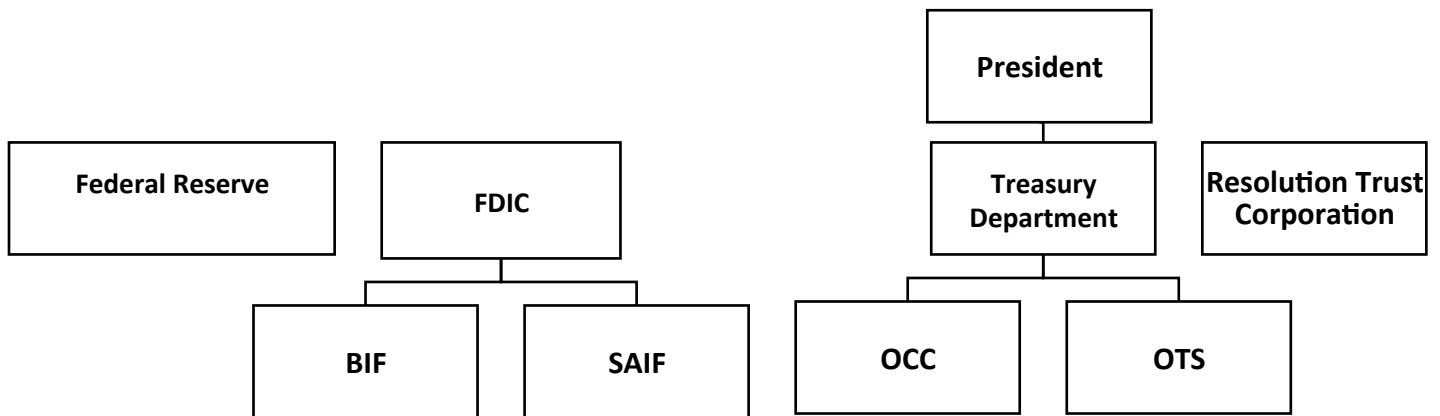 President
Federal Reserve
FDIC
Treasury
Department
Resolution Trust
Corporation
BIF
SAIF
OCC
OTS